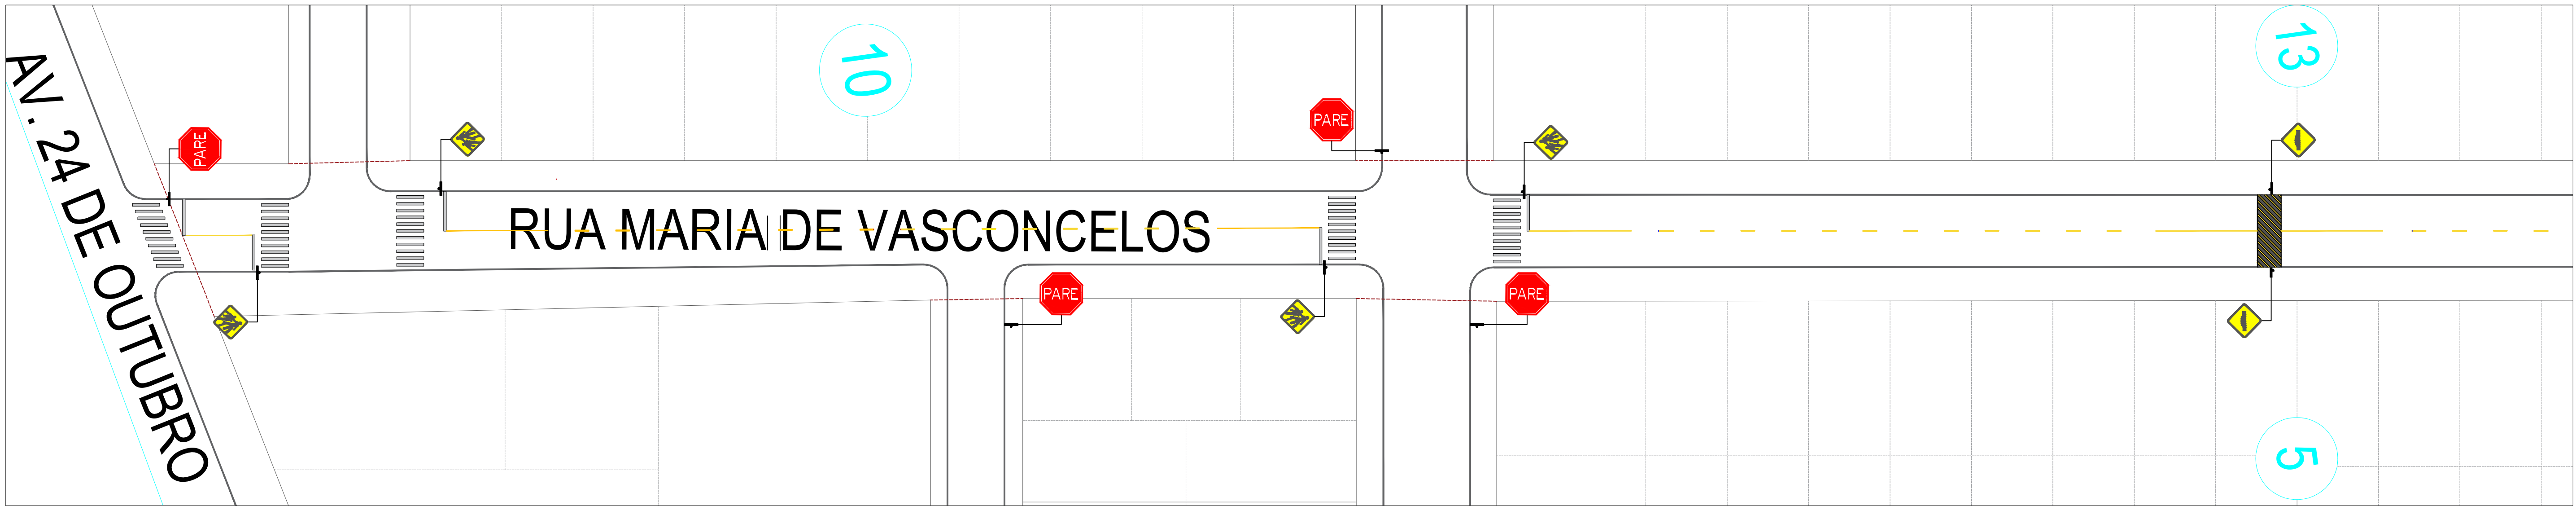 AV. 24 DE OUTUBRO
PARE
10
PARE
13
RUA MARIA DE VASCONCELOS
PARE
PARE
5